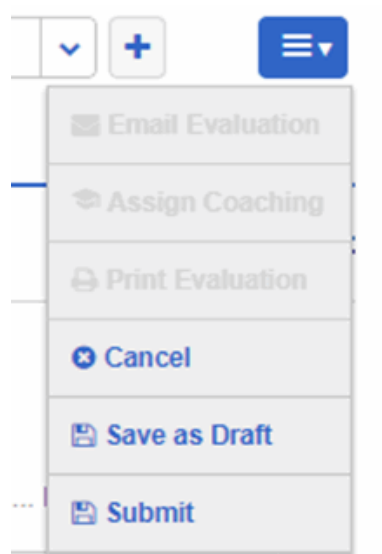 Email Evaluation
Assign Coaching
Print Evaluation
Cancel
Save as Draft
...
Submit